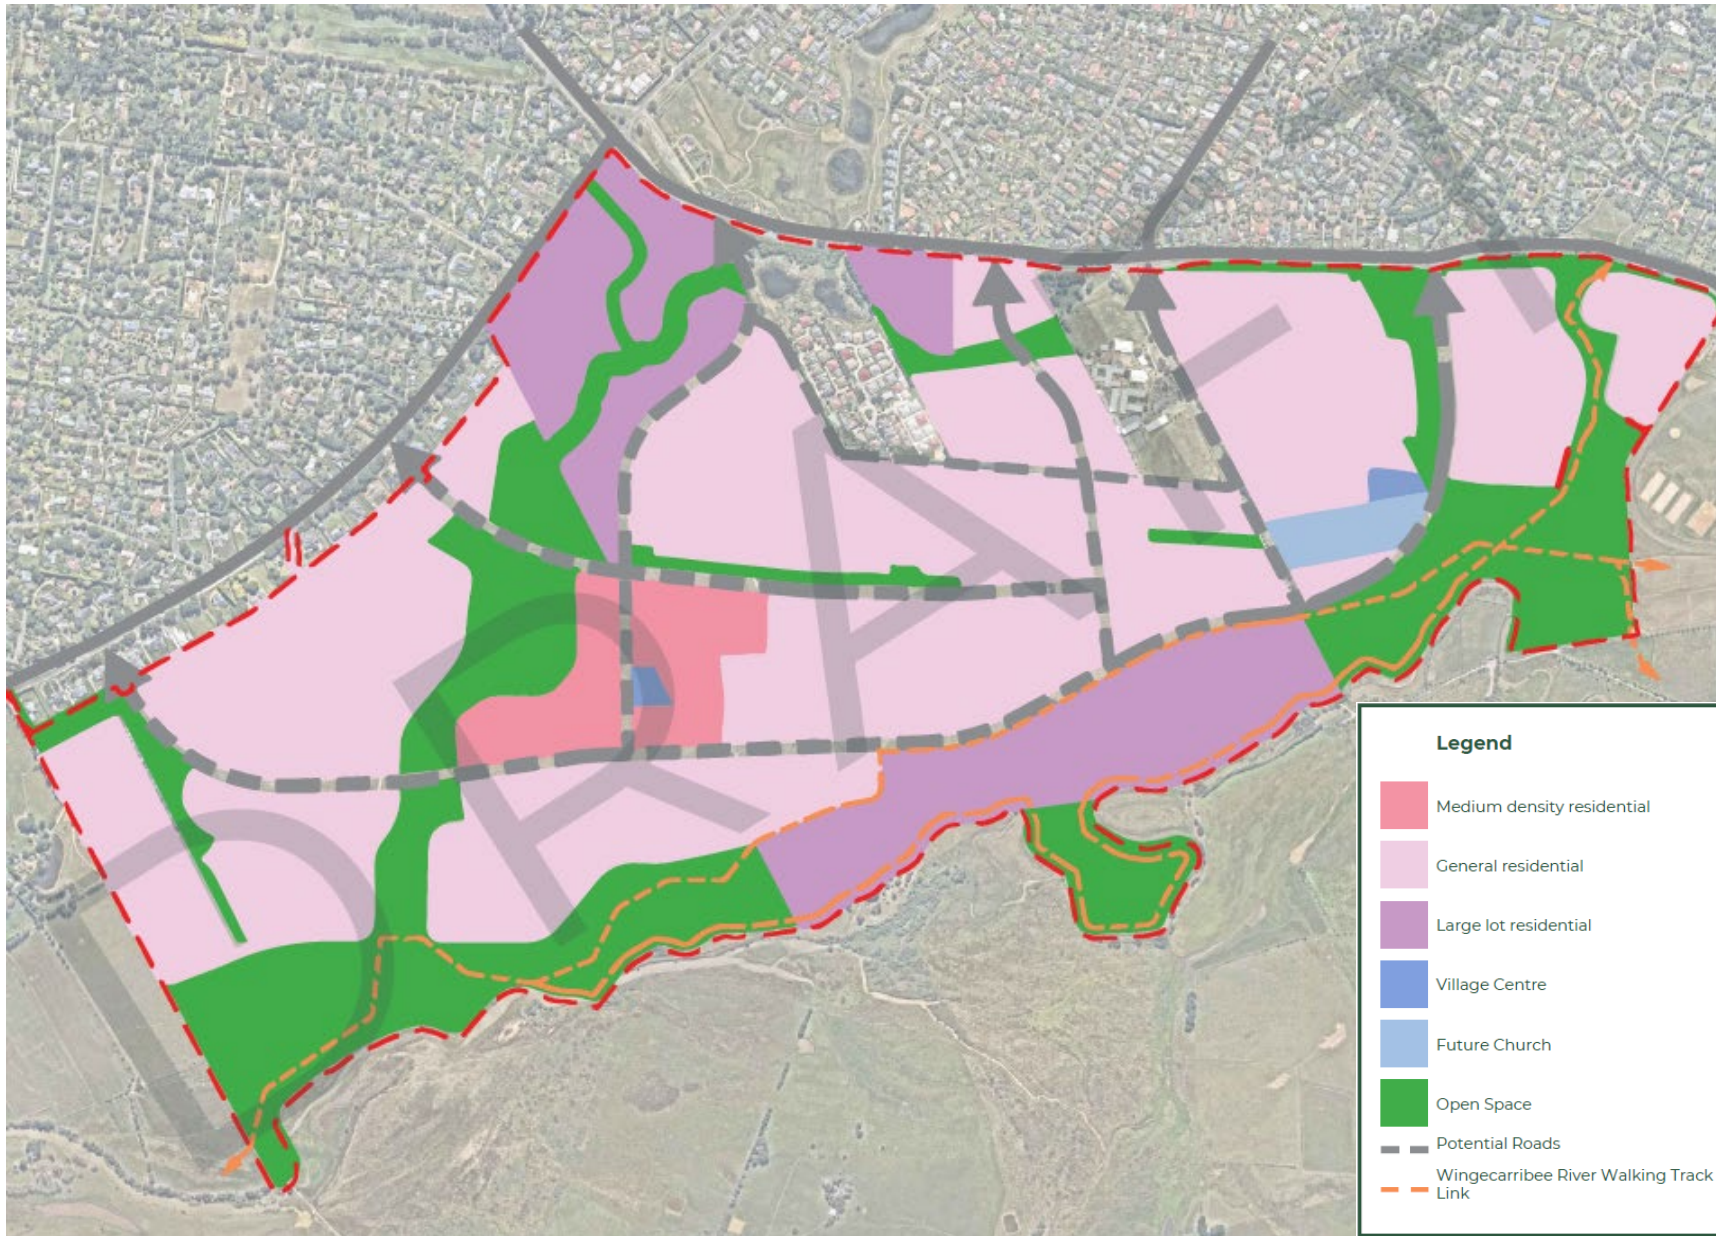 DRAFT
Legend
Medium density residential
General residential
Large lot residential
Village Centre
Future Church
Open Space
Potential Roads
Wingecarribee River Walking Track
Link